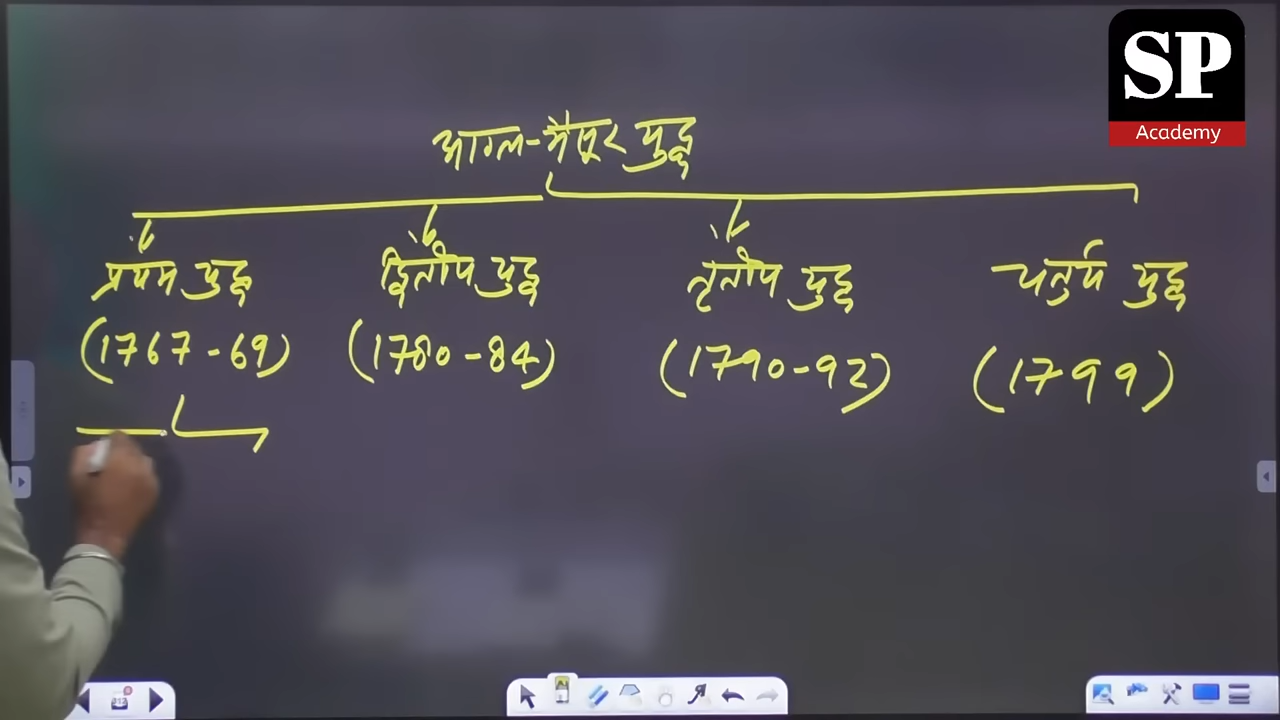 SP
Academy
आंग्ल-मैसूर युद्ध
प्रथम युद्ध द्वितीय युद्ध तृतीय युद्ध चतुर्थ युद्ध
(1767-69) (1780-84) (1790-92) (1799)